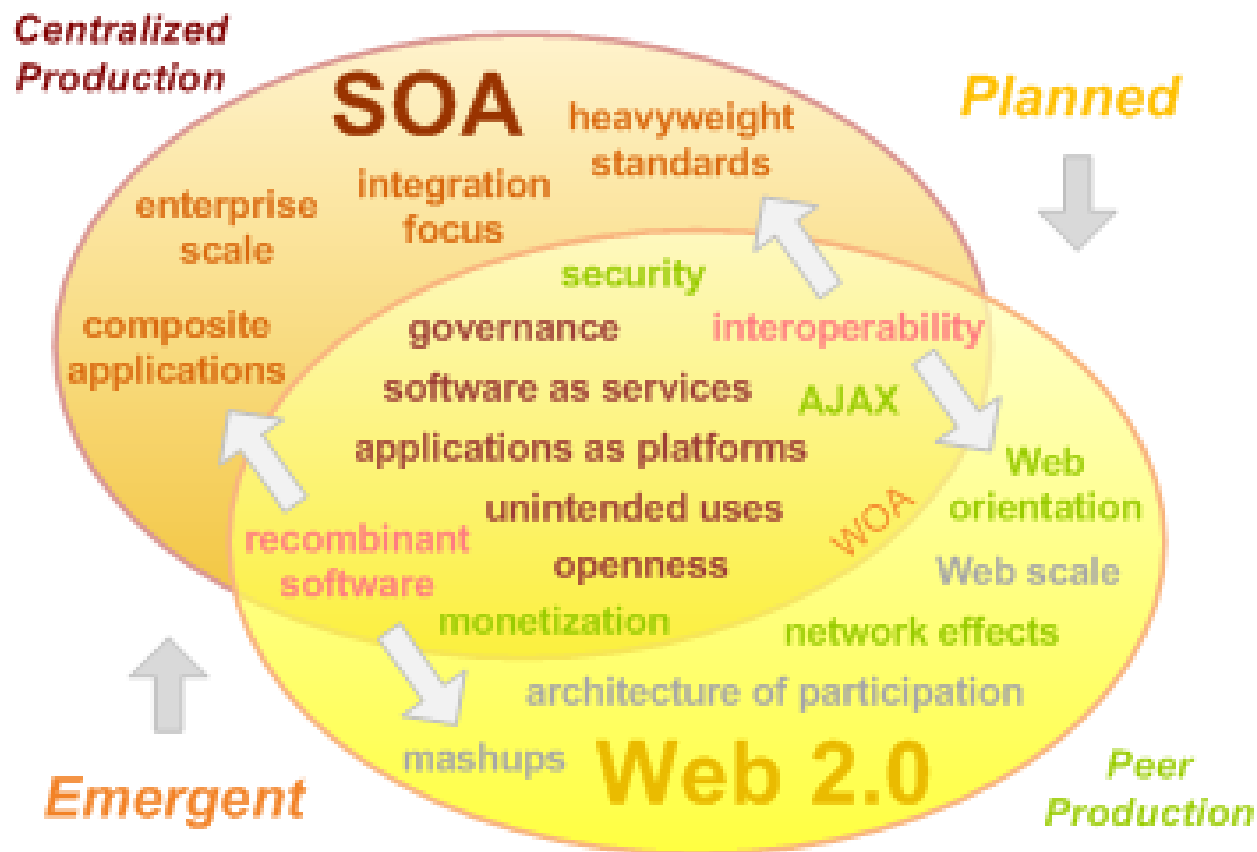 Centralized
Production
SOA
Planned
heavyweight
standards
integration
focus
enterprise
scale
composite
applications
security
governance
interoperability
software as services
AJAX
applications as platforms
Web
orientation
unintended uses
WOA
recombinant
software
openness
Web scale
monetization
network effects
architecture of participation
mashups
Web 2.0
Emergent
Peer
Production